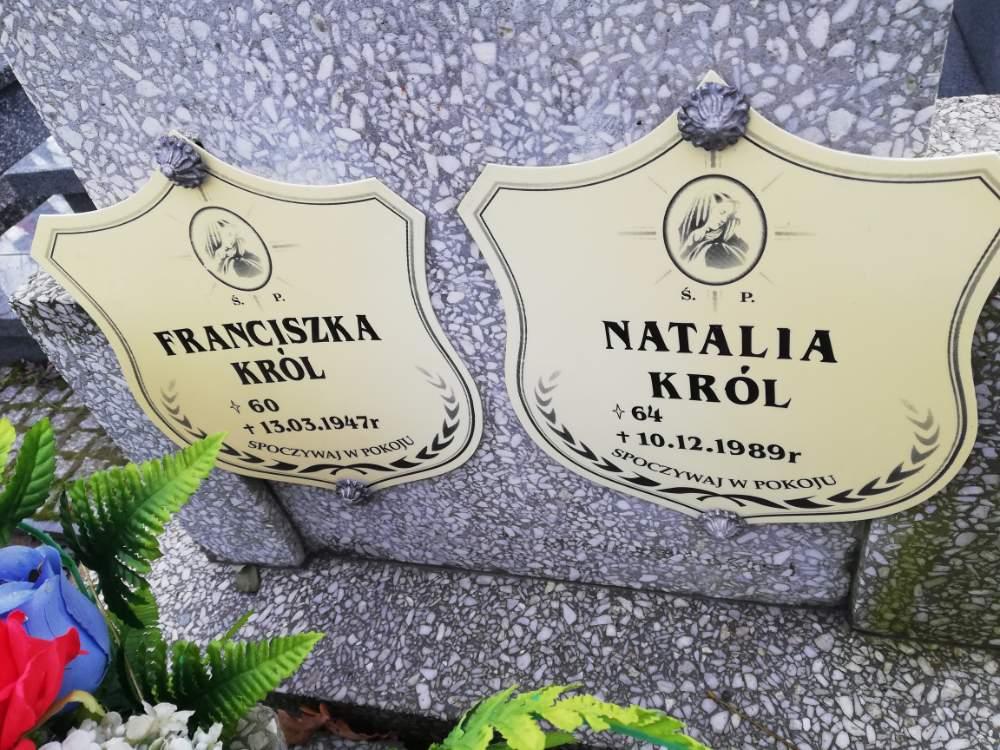 Ś. P.
FRANCISZKA
KRÓL
✧ 60
✝ 13.03.1947r
SPOCZYWAJ W POKOJU
Ś. P.
NATALIA
KRÓL
✧ 64
✝ 10.12.1989r
SPOCZYWAJ W POKOJU